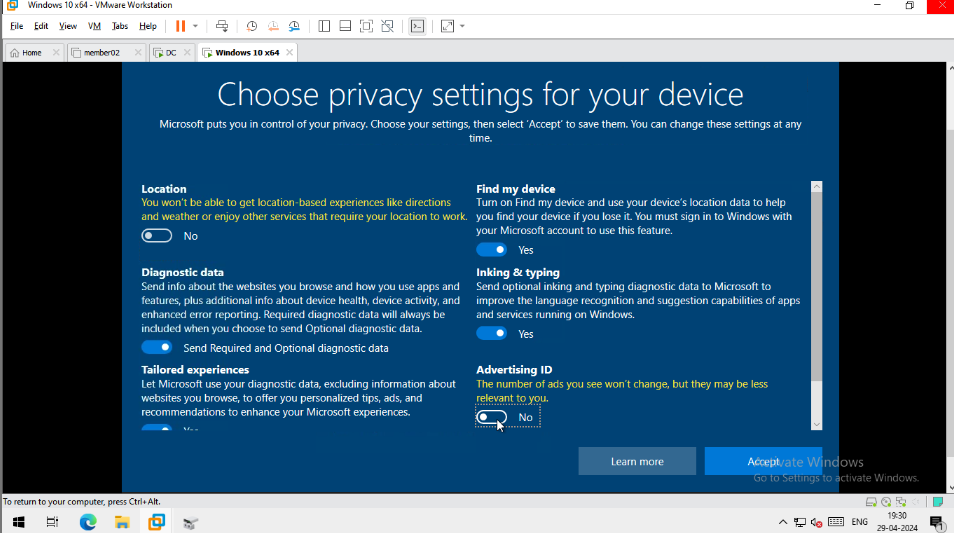 Windows 10 x64 - VMware Workstation
File Edit View VM Tabs Help
Home member02 DC Windows 10 x64
Choose privacy settings for your device
Microsoft puts you in control of your privacy. Choose your settings, then select 'Accept' to save them. You can change these settings at any
time.
Location
You won't be able to get location-based experiences like directions
and weather or enjoy other services that require your location to work.
No
Diagnostic data
Send info about the websites you browse and how you use apps and
features, plus additional info about device health, device activity, and
enhanced error reporting. Required diagnostic data will always be
included when you choose to send Optional diagnostic data.
Send Required and Optional diagnostic data
Tailored experiences
Let Microsoft use your diagnostic data, excluding information about
websites you browse, to offer you personalized tips, ads, and
recommendations to enhance your Microsoft experiences.
Yes
Find my device
Turn on Find my device and use your device's location data to help
you find your device if you lose it. You must sign in to Windows with
your Microsoft account to use this feature.
Yes
Inking & typing
Send optional inking and typing diagnostic data to Microsoft to
improve the language recognition and suggestion capabilities of apps
and services running on Windows.
Yes
Advertising ID
The number of ads you see won't change, but they may be less
relevant to you.
No
Learn more
Accept
Activate Windows
Go to Settings to activate Windows.
To return to your computer, press Ctrl+Alt.
ENG
19:30
29-04-2024
1